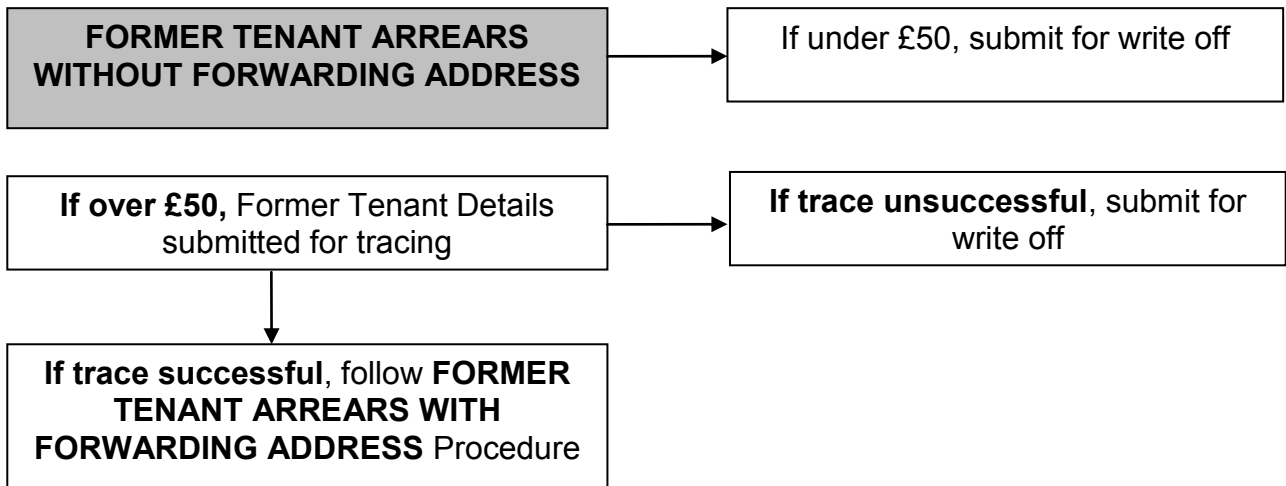 FORMER TENANT ARREARS
WITHOUT FORWARDING ADDRESS
If under £50, submit for write off
If over £50, Former Tenant Details
submitted for tracing
If trace unsuccessful, submit for
write off
If trace successful, follow FORMER
TENANT ARREARS WITH
FORWARDING ADDRESS Procedure